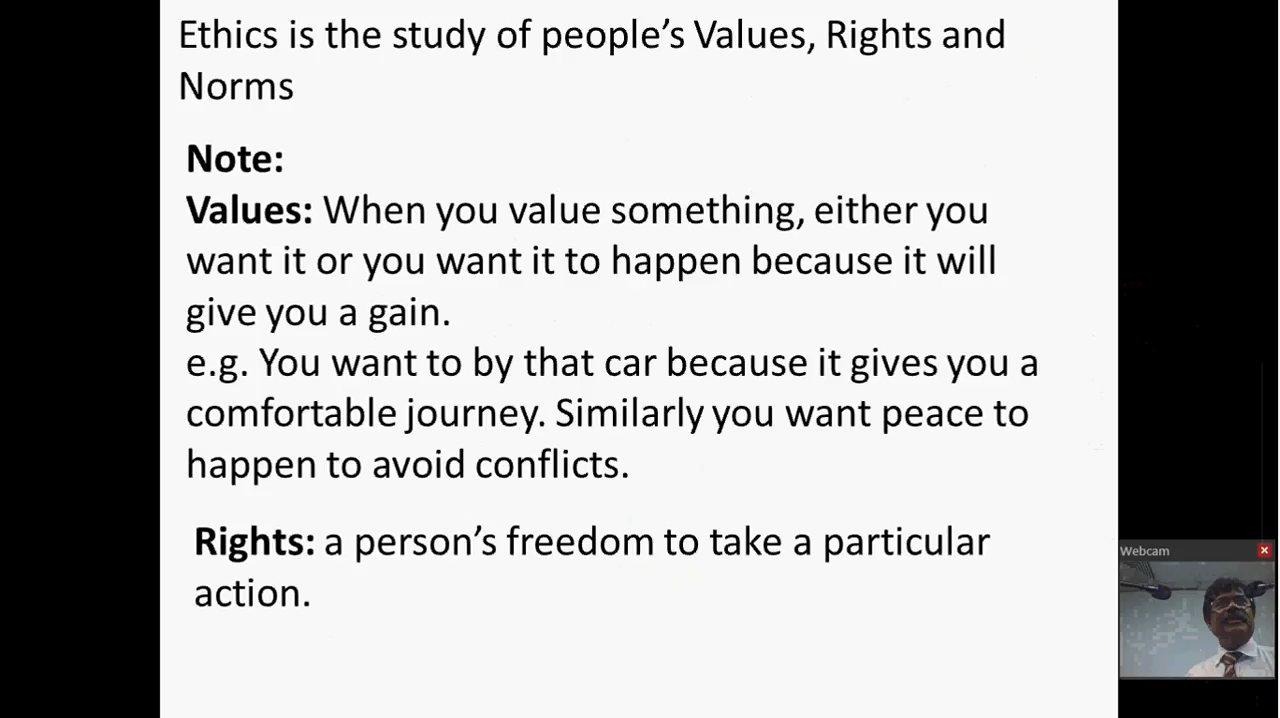 Ethics is the study of people’s Values, Rights and
Norms
Note:
Values: When you value something, either you
want it or you want it to happen because it will
give you a gain.
e.g. You want to by that car because it gives you a
comfortable journey. Similarly you want peace to
happen to avoid conflicts.
Rights: a person’s freedom to take a particular
action.
Webcam